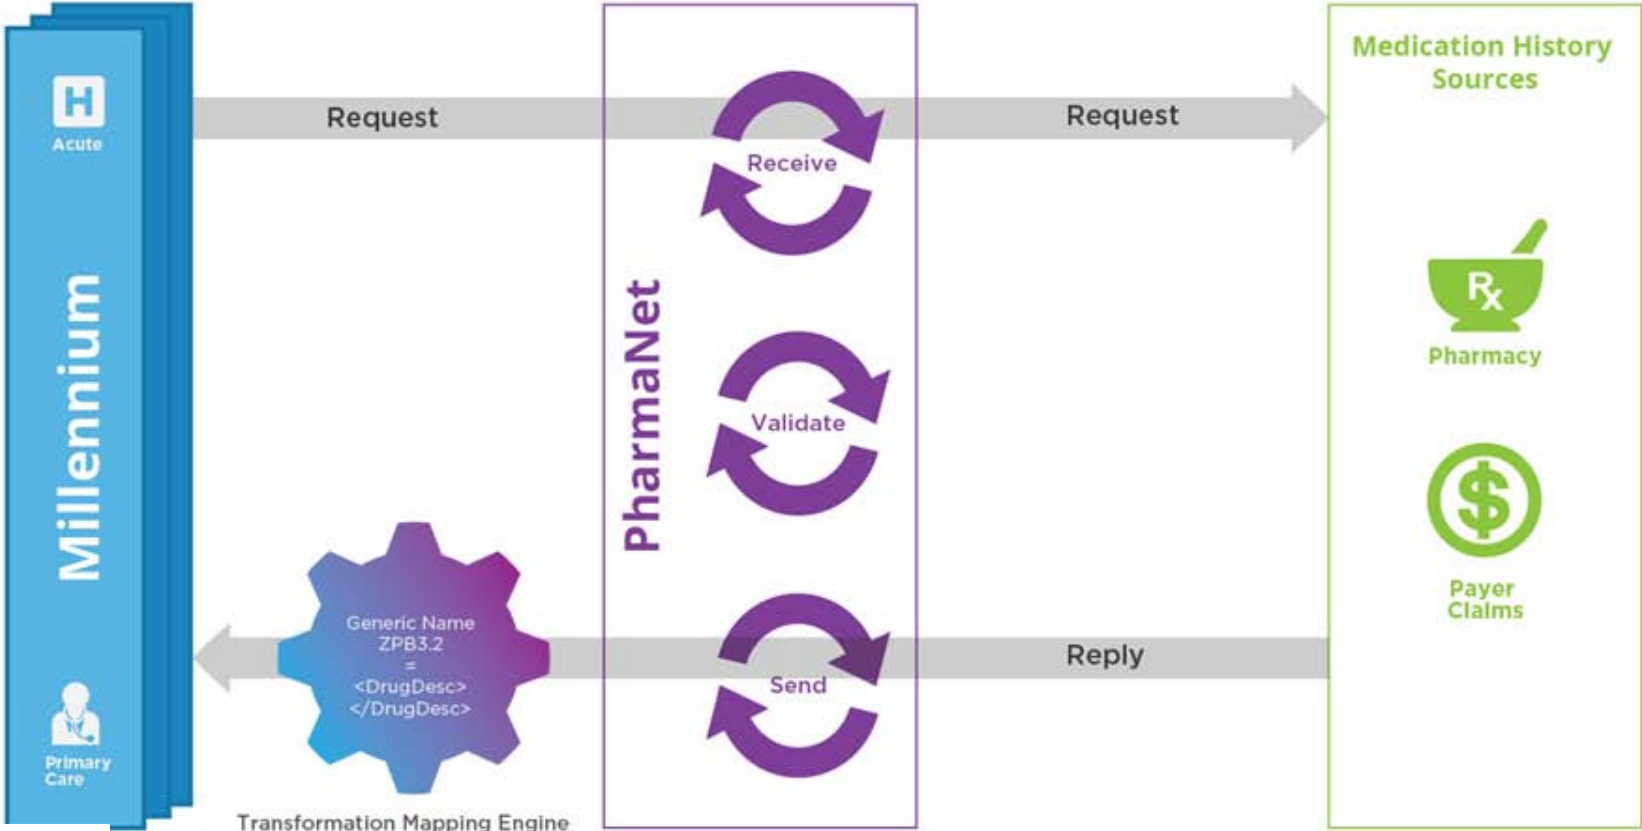 H
Acute
Millennium
Primary
Care
Request
Generic Name
ZPB3.2
=
<DrugDesc>
</DrugDesc>
Transformation Mapping Engine
PharmaNet
Receive
Validate
Send
Request
Reply
Medication History
Sources
Rx
Pharmacy
$
Payer
Claims